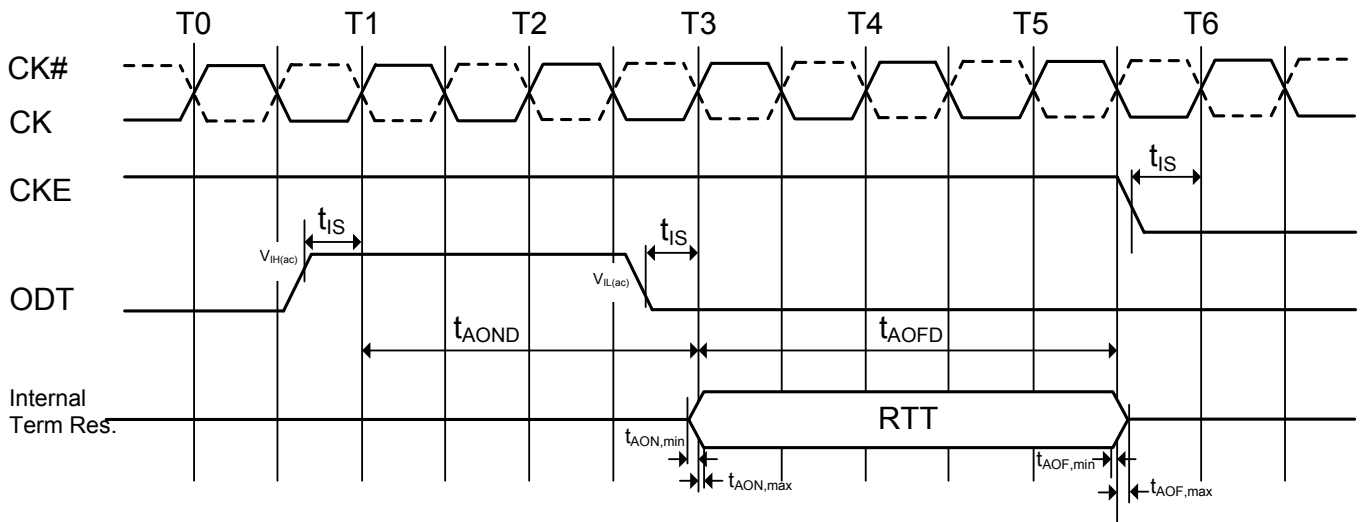 T0 T1 T2 T3 T4 T5 T6
CK#
CK
CKE
tIS
tIS
tIS
VIH(ac)
VIL(ac)
ODT
tAOND
tAOFD
Internal
Term Res.
RTT
tAON,min
tAOF,min
tAON,max
tAOF,max